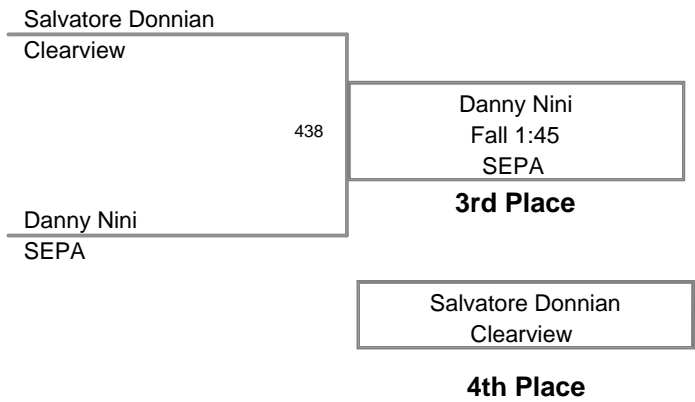 Salvatore Donnian
Clearview
438
Danny Nini
Fall 1:45
SEPA
3rd Place
Danny Nini
SEPA
Salvatore Donnian
Clearview
4th Place